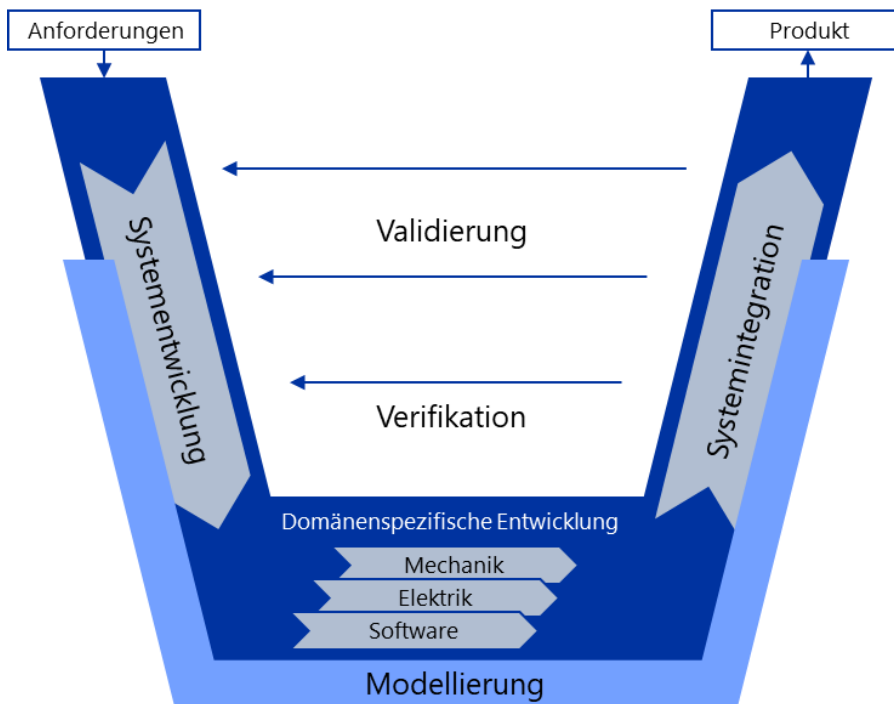 Anforderungen
Produkt
Systementwicklung
Validierung
Verifikation
Systemintegration
Domänenspezifische Entwicklung
Mechanik
Elektrik
Software
Modellierung